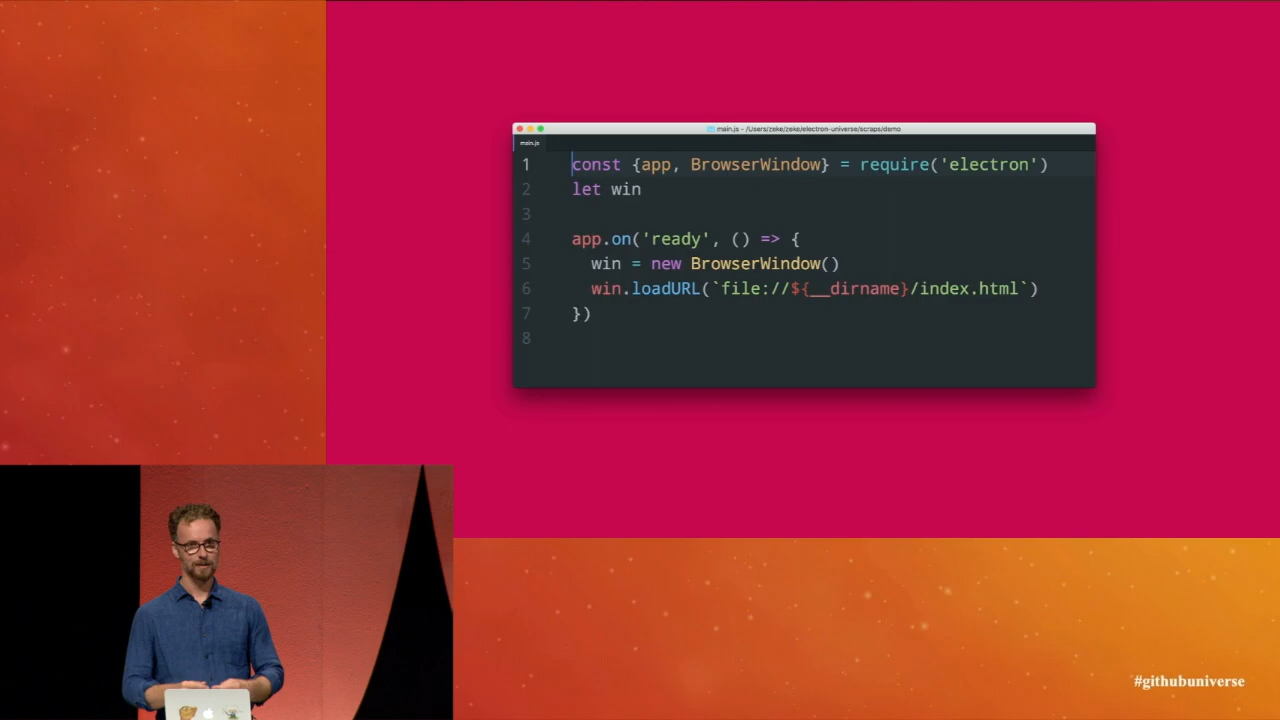 main.js - /Users/zeke/zeke/electron-universe/scraps/demo
main.js
1 const {app, BrowserWindow} = require('electron')
2 let win
3
4 app.on('ready', () => {
5 win = new BrowserWindow()
6 win.loadURL(`file://${__dirname}/index.html`)
7 })
8
#githubuniverse